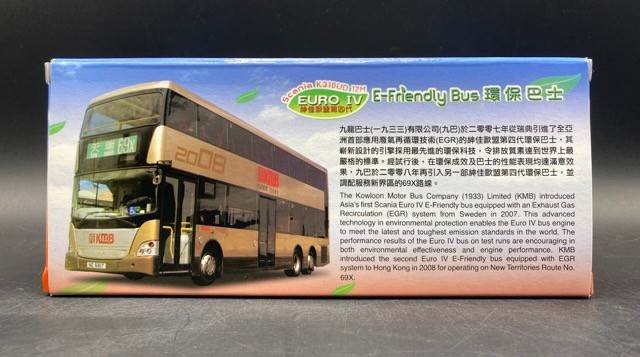 Scania K310UD 12M
EURO IV
紳佳歐盟第四代
E-Friendly Bus 環保巴士
九龍巴士(一九三三)有限公司(九巴)於二零零七年從瑞典引進了全亞
洲首部應用廢氣再循環技術(EGR)的紳佳歐盟第四代環保巴士，其
嶄新設計的引擎採用最先進的環保科技，令排放質素達到世界上最
嚴格的標準。經試行後，在環保成效及巴士的性能表現均達滿意效
果，九巴於二零零八年再引入另一部紳佳歐盟第四代環保巴士，並
調配服務新界區的69X路線。
The Kowloon Motor Bus Company (1933) Limited (KMB) introduced
Asia's first Scania Euro IV E-Friendly bus equipped with an Exhaust Gas
Recirculation (EGR) system from Sweden in 2007. This advanced
technology in environmental protection enables the Euro IV bus engine
to meet the latest and toughest emission standards in the world. The
performance results of the Euro IV bus on test runs are encouraging in
both environmental effectiveness and engine performance. KMB
introduced the second Euro IV E-Friendly bus equipped with EGR
system to Hong Kong in 2008 for operating on New Territories Route No.
69X.
69X
2008
KMB
KMB